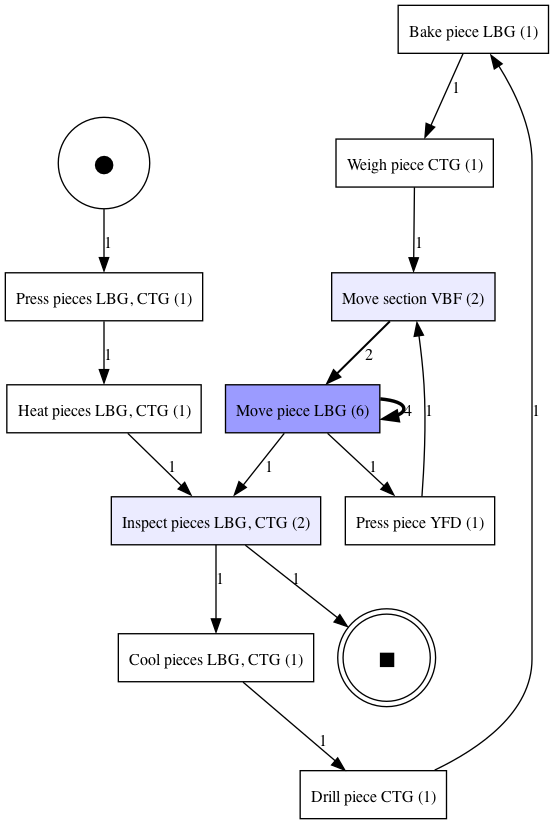 Bake piece LBG (1)
1
Weigh piece CTG (1)
1
1
Press pieces LBG, CTG (1)
Move section VBF (2)
1
2
Heat pieces LBG, CTG (1)
Move piece LBG (6)
4
1
1
1
1
1
Inspect pieces LBG, CTG (2)
Press piece YFD (1)
1
1
Cool pieces LBG, CTG (1)
1
Drill piece CTG (1)